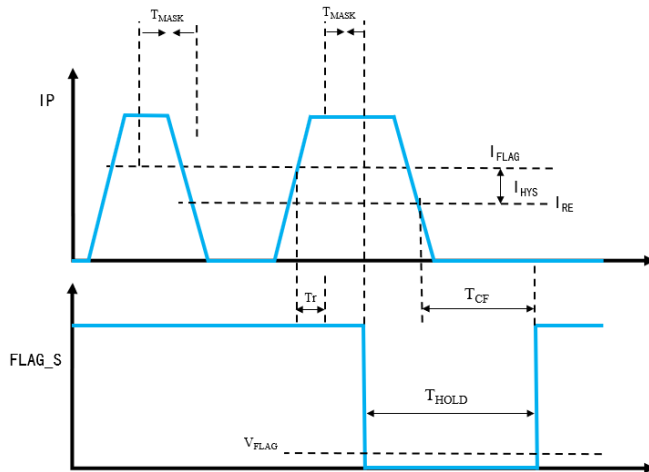 TMASK
TMASK
IP
IFLAG
IHYS
IRE
Tr
TCF
FLAG_S
THOLD
VFLAG